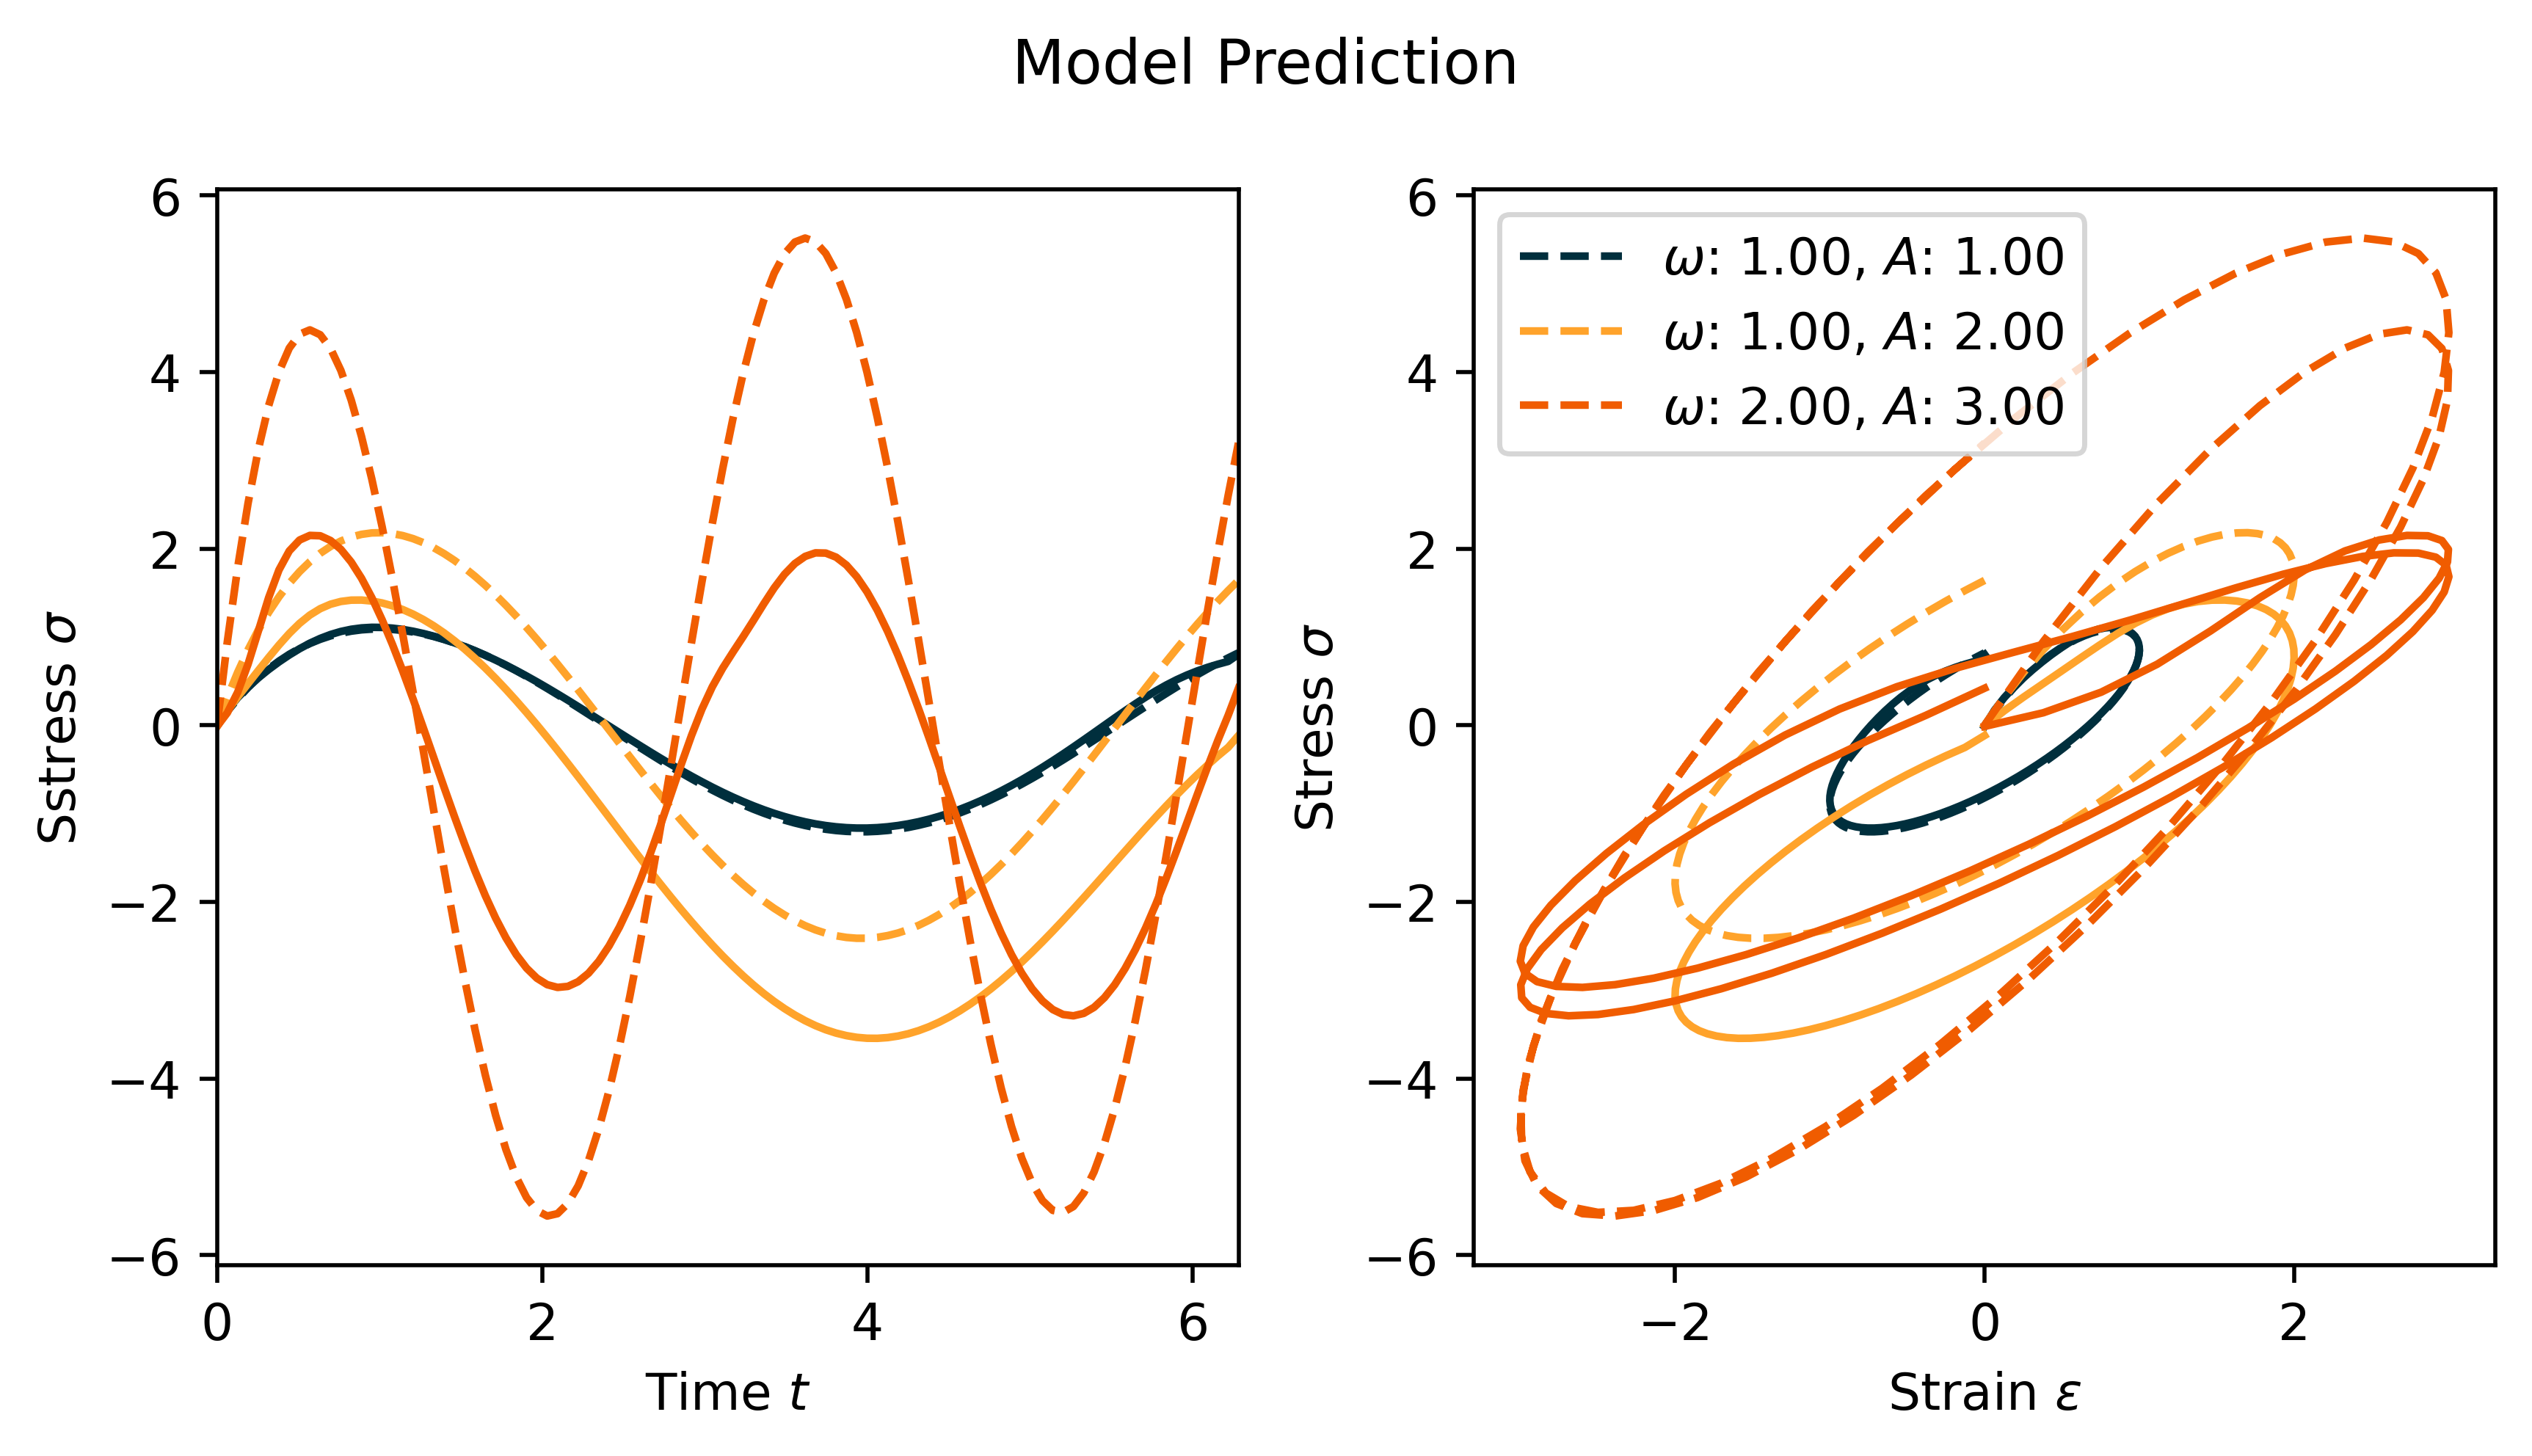 Model Prediction
6
4
2
0
−2
−4
−6
0 2 4 6
Time t
Sstress σ
6
4
2
0
−2
−4
−6
−2 0 2
Strain ε
Stress σ
ω: 1.00, A: 1.00
ω: 1.00, A: 2.00
ω: 2.00, A: 3.00